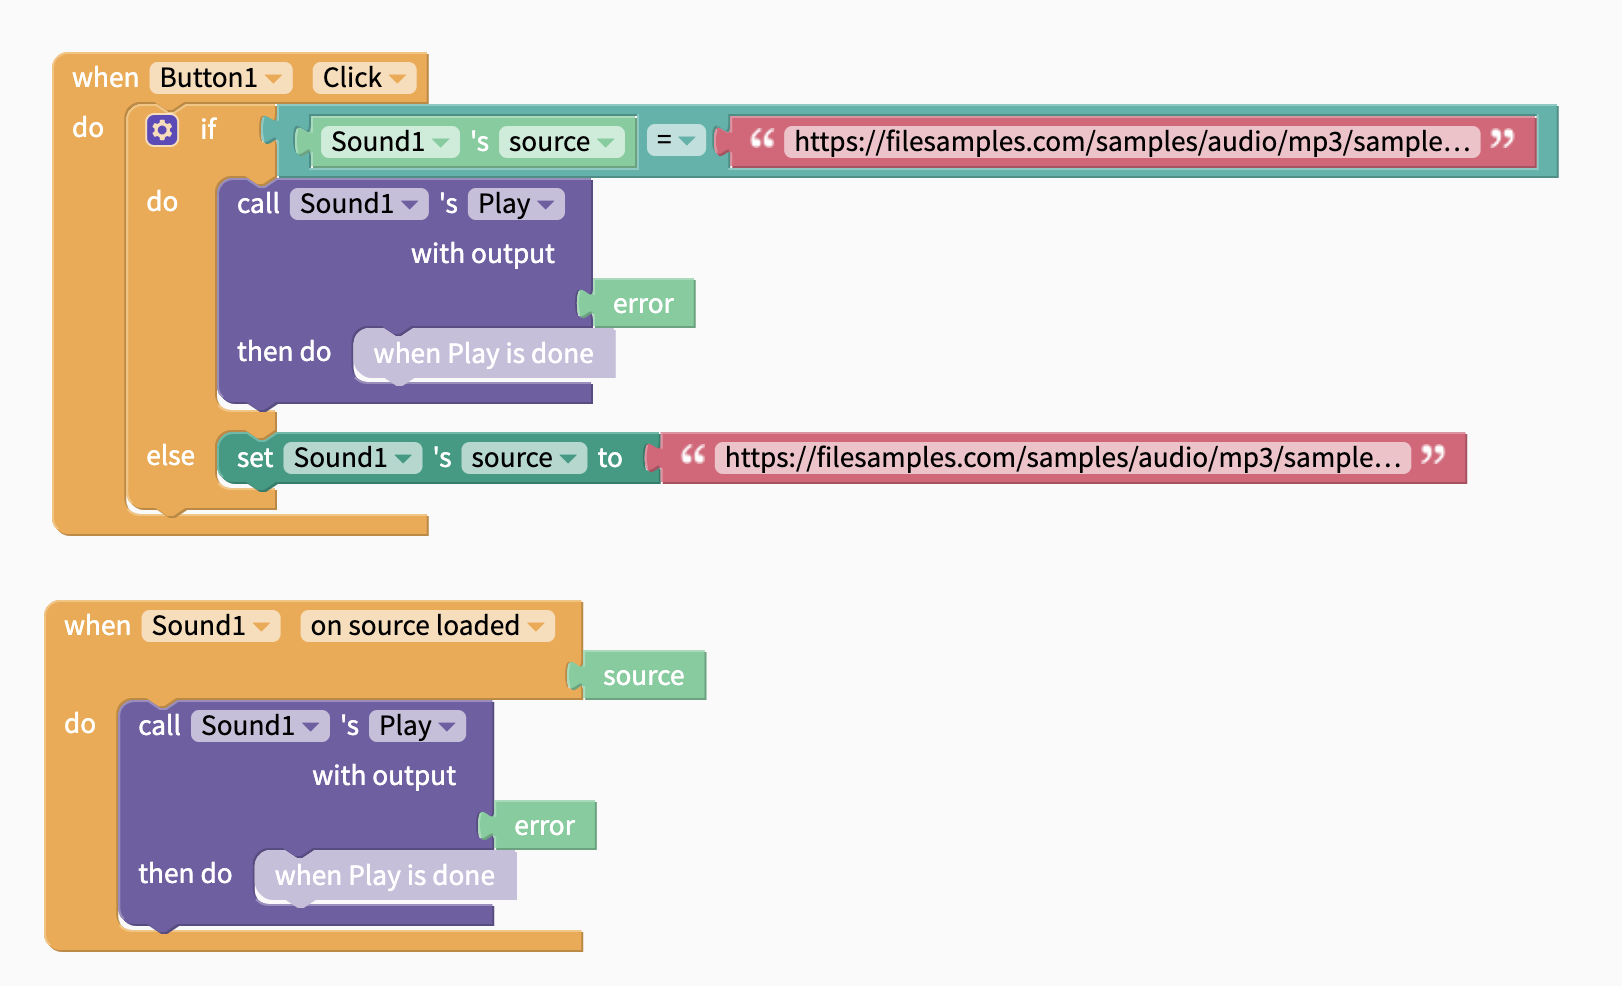 when Button1 Click
do if Sound1 's source = “ https://filesamples.com/samples/audio/mp3/sample... ”
do call Sound1 's Play
with output
error
then do when Play is done
else set Sound1 's source to “ https://filesamples.com/samples/audio/mp3/sample... ”
when Sound1 on source loaded
source
do call Sound1 's Play
with output
error
then do when Play is done